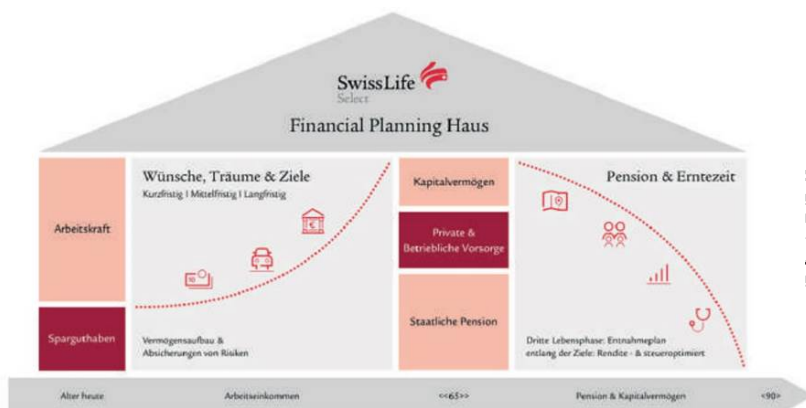 SwissLife
Select
Financial Planning Haus
Arbeitskraft
Sparguthaben
Wünsche, Träume & Ziele
Kurzfristig I Mittelfristig I Langfristig
10
€
Vermögensaufbau &
Absicherungen von Risiken
Kapitalvermögen
Private &
Betriebliche Vorsorge
Staatliche Pension
Pension & Erntezeit
Dritte Lebensphase: Entnahmeplan
entlang der Ziele: Rendite - & steueroptimiert
Alter heute
Arbeitseinkommen
<<65>>
Pension & Kapitalvermögen
<90>